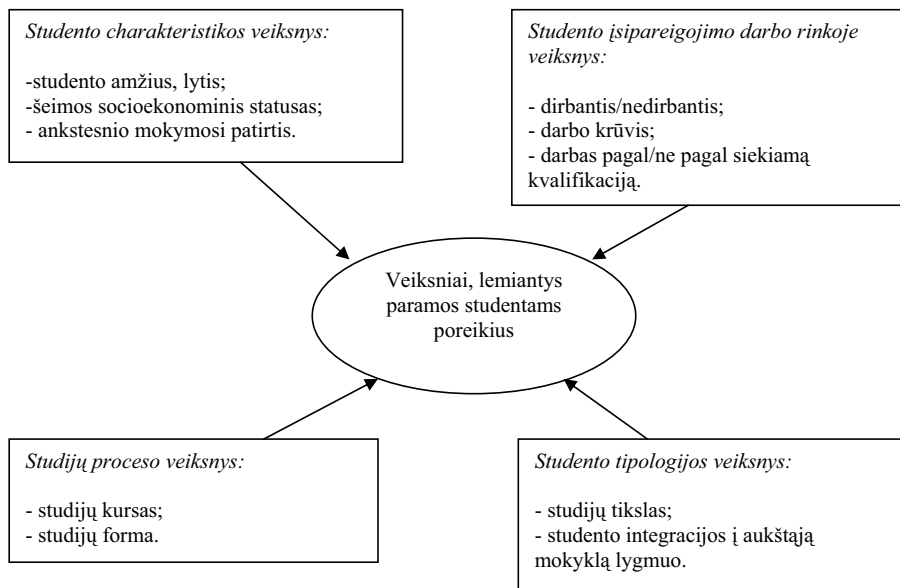 Studento charakteristikos veiksnys:
-studento amžius, lytis;
-šeimos socioekonominis statusas;
- ankstesnio mokymosi patirtis.
Studento įsipareigojimo darbo rinkoje
veiksnys:
- dirbantis/nedirbantis;
- darbo krūvis;
- darbas pagal/ne pagal siekiamą
kvalifikaciją.
Veiksniai, lemiantys
paramos studentams
poreikius
Studijų proceso veiksnys:
- studijų kursas;
- studijų forma.
Studento tipologijos veiksnys:
- studijų tikslas;
- studento integracijos į aukštąją
mokyklą lygmuo.